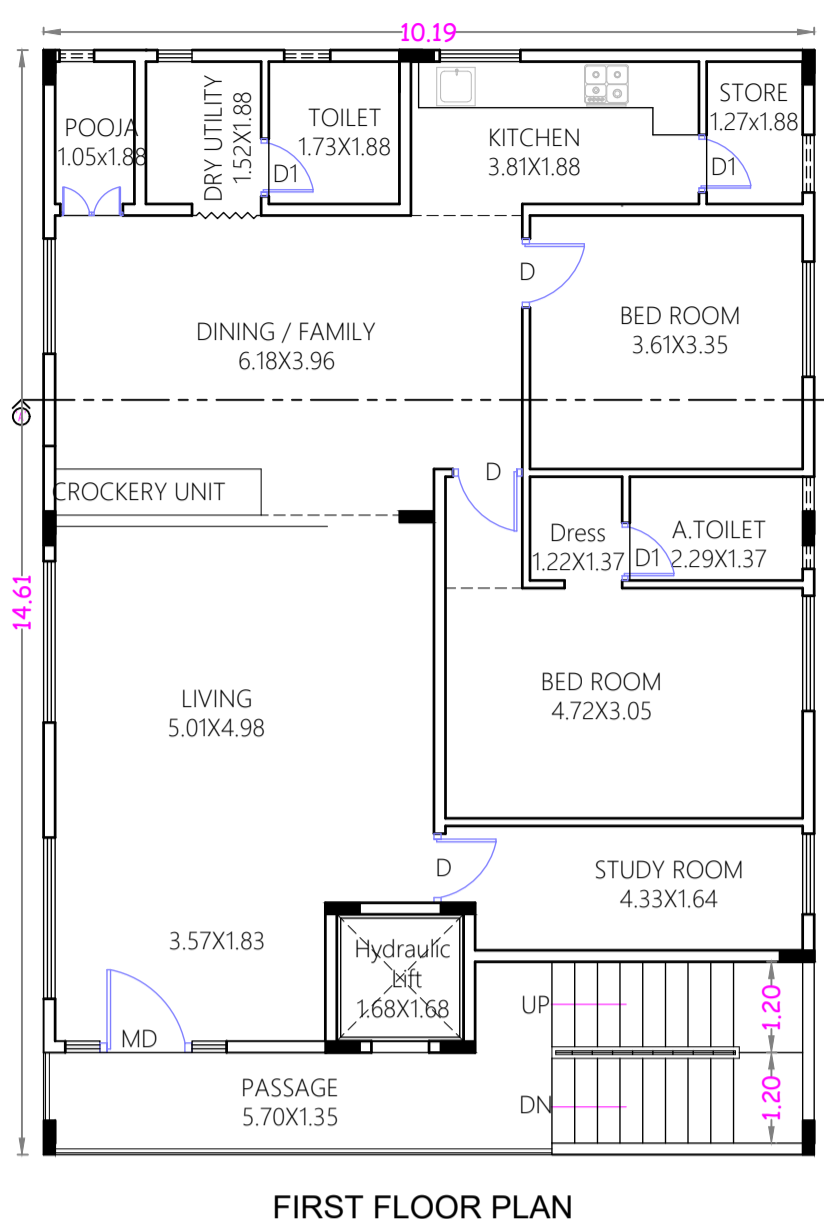 10.19
POOJA
1.05x1.88
DRY UTILITY
1.52X1.88
TOILET
1.73X1.88
D1
KITCHEN
3.81X1.88
STORE
1.27x1.88
D1
D
DINING / FAMILY
6.18X3.96
BED ROOM
3.61X3.35
A
CROCKERY UNIT
D
Dress
1.22X1.37
D1
A.TOILET
2.29X1.37
14.61
LIVING
5.01X4.98
BED ROOM
4.72X3.05
D
STUDY ROOM
4.33X1.64
3.57X1.83
Hydraulic
Lift
1.68X1.68
UP
1.20
MD
PASSAGE
5.70X1.35
DN
1.20
FIRST FLOOR PLAN